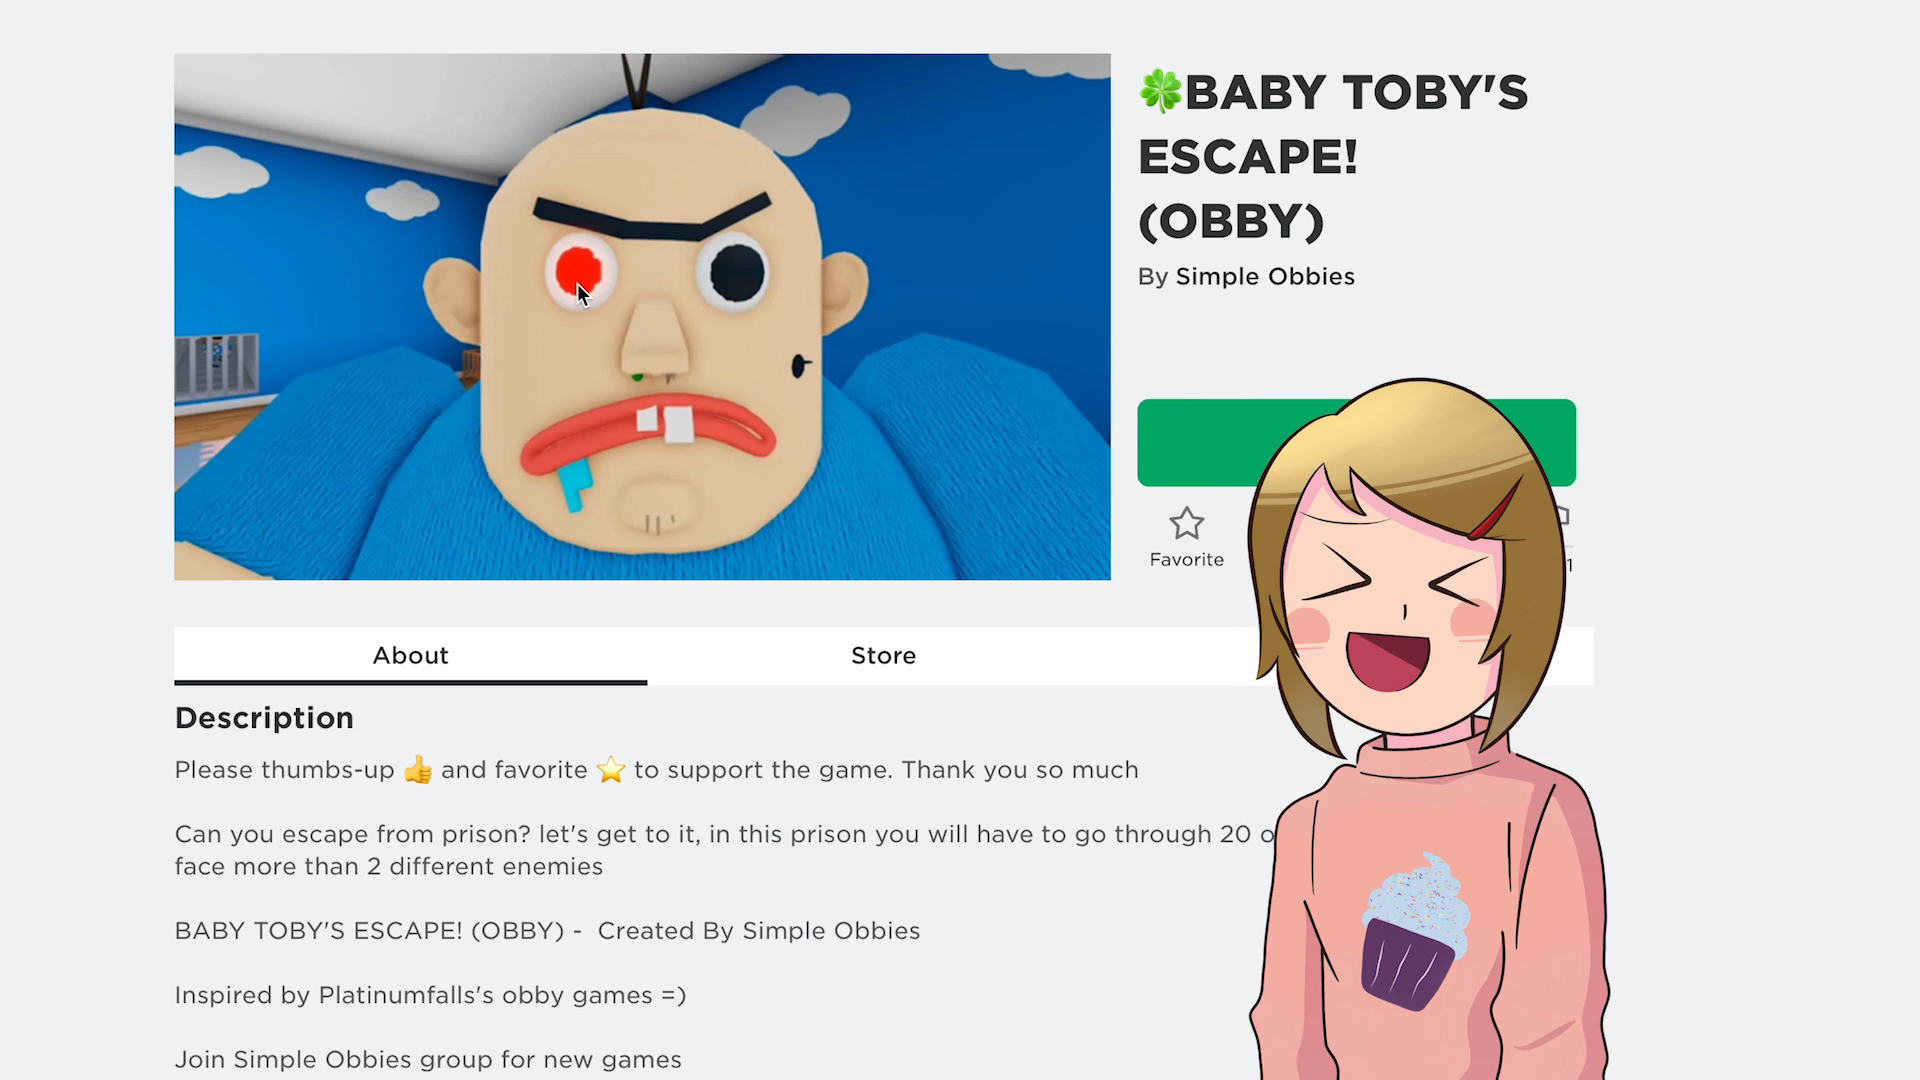 🍀BABY TOBY'S
ESCAPE!
(OBBY)
By Simple Obbies
Favorite
1
About
Store
Description
Please thumbs-up 👍 and favorite ⭐ to support the game. Thank you so much
Can you escape from prison? let's get to it, in this prison you will have to go through 20 o
face more than 2 different enemies
BABY TOBY'S ESCAPE! (OBBY) -  Created By Simple Obbies
Inspired by Platinumfalls's obby games =)
Join Simple Obbies group for new games